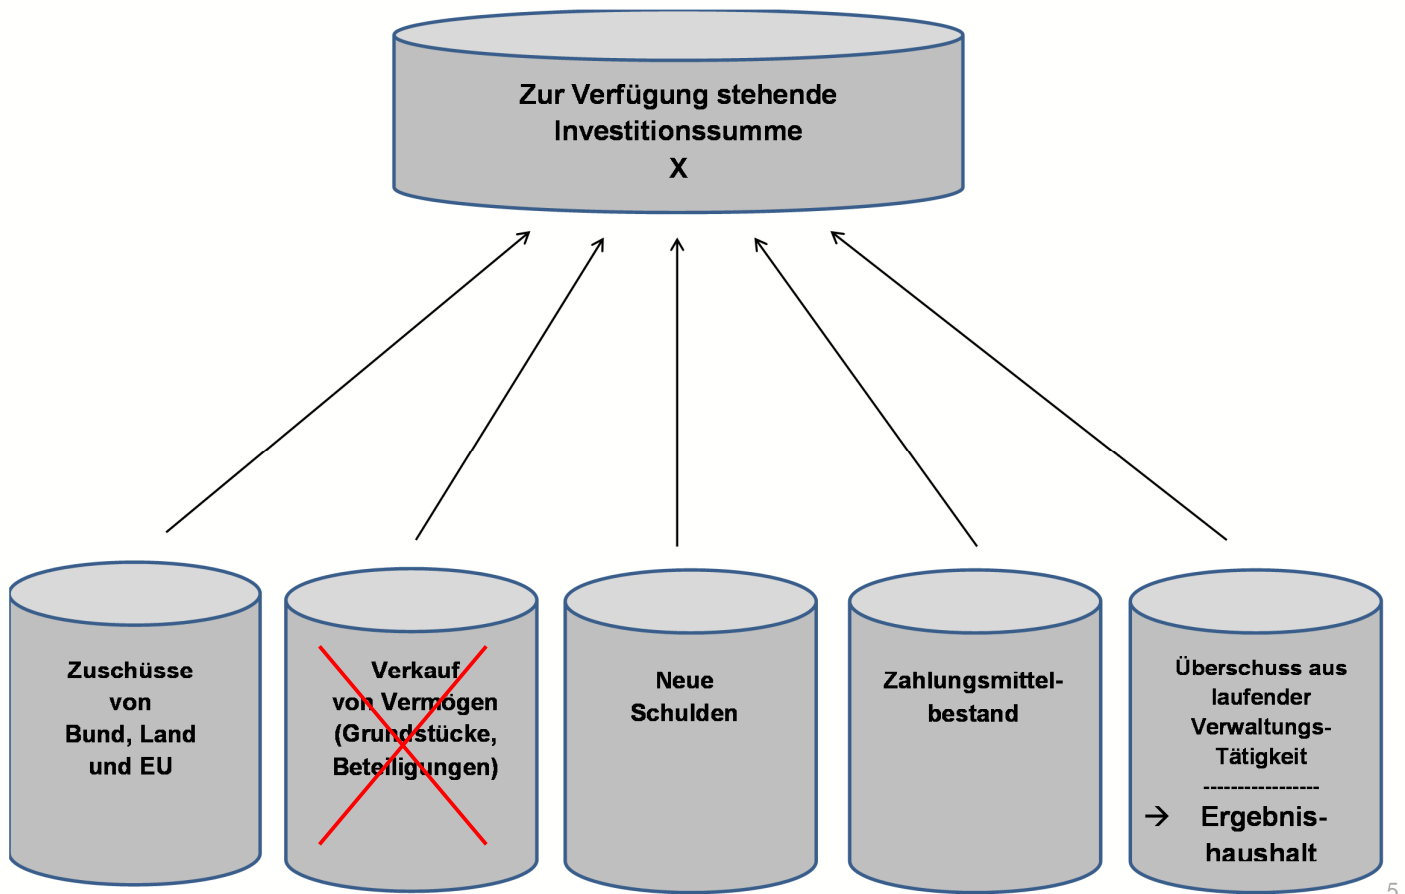 Zur Verfügung stehende
Investitionssumme
X
Zuschüsse
von
Bund, Land
und EU
Verkauf
von Vermögen
(Grundstücke,
Beteiligungen)
Neue
Schulden
Zahlungsmittel-
bestand
Überschuss aus
laufender
Verwaltungs-
Tätigkeit
-----------------
→ Ergebnis-
haushalt
5